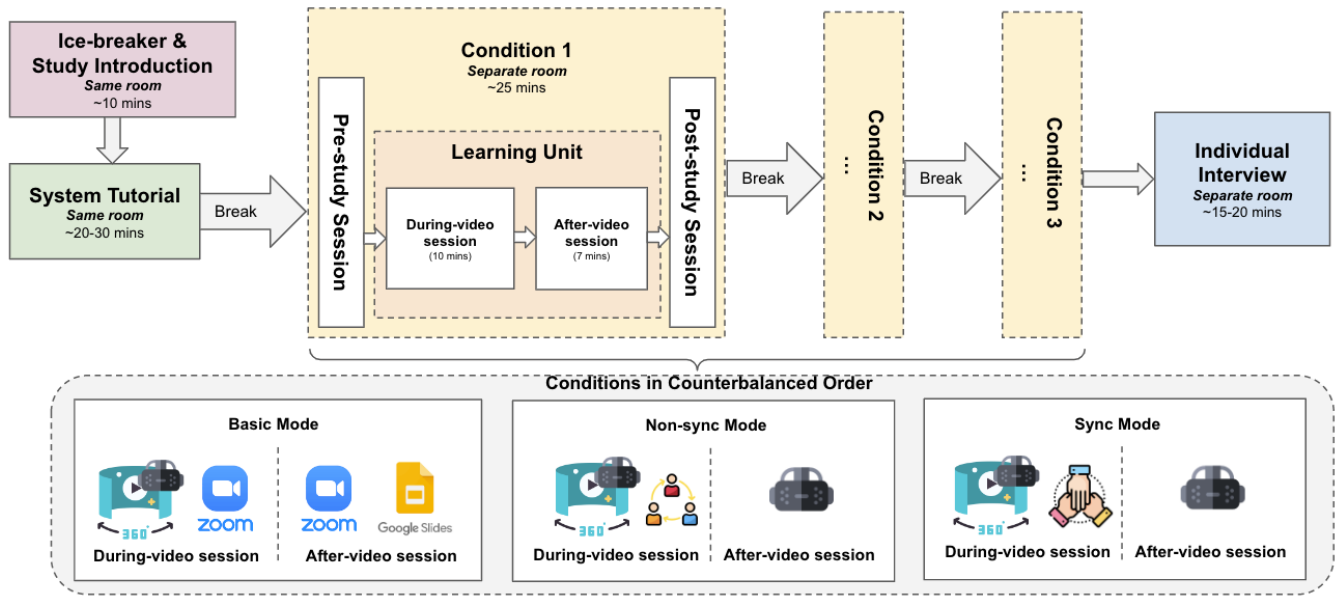 Ice-breaker &
Study Introduction
Same room
~10 mins
System Tutorial
Same room
~20-30 mins
Break
Condition 1
Separate room
~25 mins
Pre-study Session
Learning Unit
During-video
session
(10 mins)
After-video
session
(7 mins)
Post-study Session
Break
Condition 2
...
Break
Condition 3
...
Individual
Interview
Separate room
~15-20 mins
Conditions in Counterbalanced Order
Basic Mode
360°
zoom
During-video session
zoom
Google Slides
After-video session
Non-sync Mode
360°
During-video session
After-video session
Sync Mode
360°
During-video session
After-video session